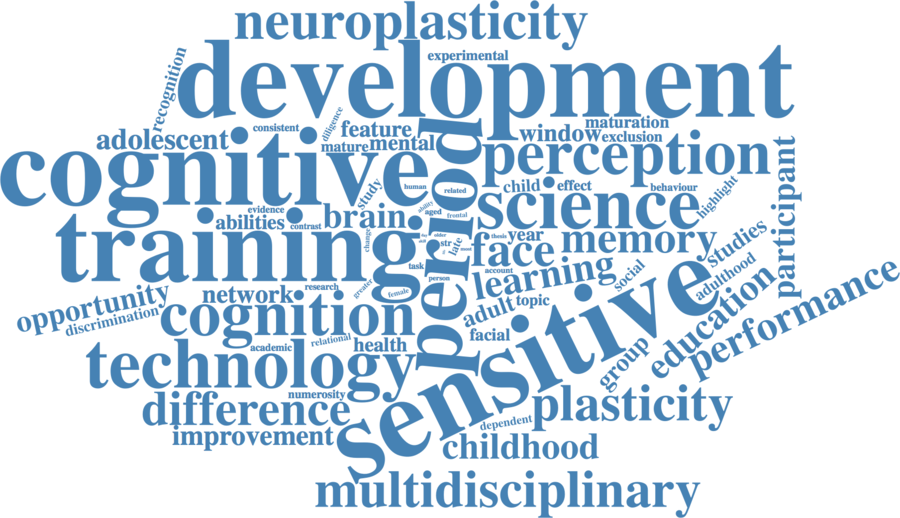 neuroplasticity
experimental
development
recognition
maturation
window
exclusion
diligence
consistent
feature
adolescent
mature
mental
perception
cognitive
period
participant
human
related
study
child
effect
behaviour
highlight
science
ability
aged
frontal
evidence
abilities
contrast
brain
change
training
older
str
late
thesis
year
memory
studies
face
task
person
account
learning
social
adulthood
greater
female
research
network
opportunity
discrimination
cognition
adult
topic
education
performance
sensitive
facial
relational
health
academic
technology
group
numerosity
difference
plasticity
improvement
dependent
childhood
multidisciplinary